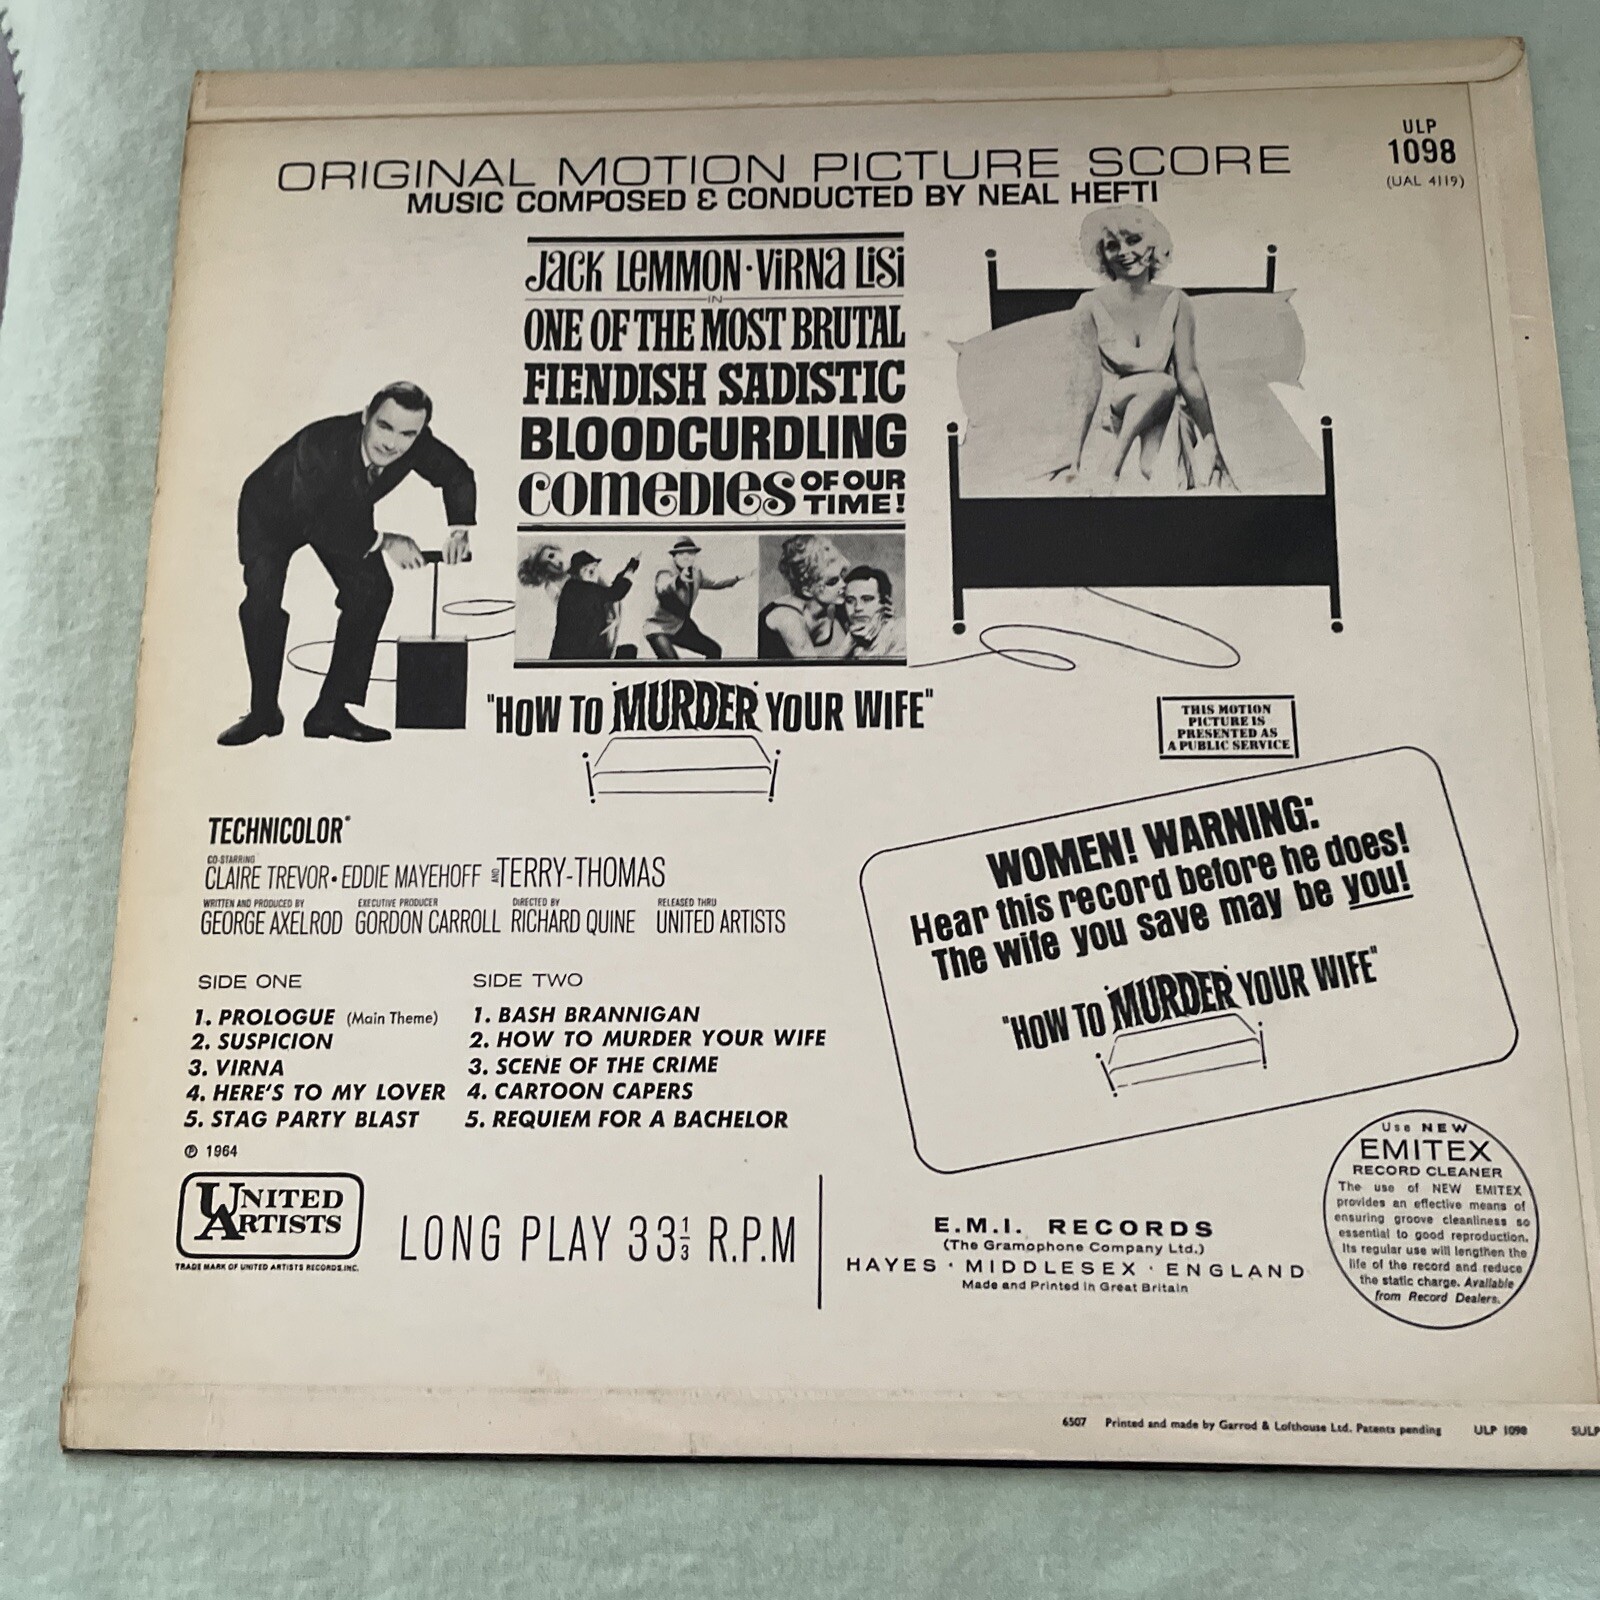 ULP
1098
(UAL 4119)
ORIGINAL MOTION PICTURE SCORE
MUSIC COMPOSED & CONDUCTED BY NEAL HEFTI
JACK LEMMON · VIRNA LISI
IN
ONE OF THE MOST BRUTAL
FIENDISH SADISTIC
BLOODCURDLING
COMEDIES OF OUR TIME!
"HOW TO MURDER YOUR WIFE"
THIS MOTION
PICTURE IS
PRESENTED AS
A PUBLIC SERVICE
TECHNICOLOR®
CO-STARRING
CLAIRE TREVOR · EDDIE MAYEHOFF AND TERRY-THOMAS
WRITTEN AND PRODUCED BY EXECUTIVE PRODUCER DIRECTED BY RELEASED THRU
GEORGE AXELROD GORDON CARROLL RICHARD QUINE UNITED ARTISTS
WOMEN! WARNING:
Hear this record before he does!
The wife you save may be you!
"HOW TO MURDER YOUR WIFE"
SIDE ONE
1. PROLOGUE (Main Theme)
2. SUSPICION
3. VIRNA
4. HERE'S TO MY LOVER
5. STAG PARTY BLAST
SIDE TWO
1. BASH BRANNIGAN
2. HOW TO MURDER YOUR WIFE
3. SCENE OF THE CRIME
4. CARTOON CAPERS
5. REQUIEM FOR A BACHELOR
℗ 1964
UNITED
ARTISTS
TRADE MARK OF UNITED ARTISTS RECORDS, INC.
LONG PLAY 33⅓ R.P.M
E.M.I. RECORDS
(The Gramophone Company Ltd.)
HAYES · MIDDLESEX · ENGLAND
Made and Printed in Great Britain
Use NEW
EMITEX
RECORD CLEANER
The use of NEW EMITEX
provides an effective means of
ensuring groove cleanliness so
essential to good reproduction.
Its regular use will lengthen the
life of the record and reduce
the static charge. Available
from Record Dealers.
6507 Printed and made by Garrod & Lofthouse Ltd. Patents pending ULP 1098 SULP